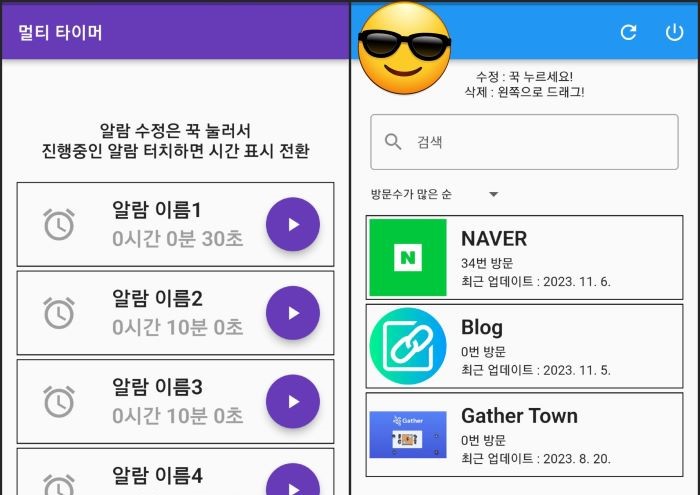 멀티 타이머
알람 수정은 꾹 눌러서
진행중인 알람 터치하면 시간 표시 전환
알람 이름1
0시간 0분 30초
알람 이름2
0시간 10분 0초
알람 이름3
0시간 10분 0초
알람 이름4
수정 : 꾹 누르세요!
삭제 : 왼쪽으로 드래그!
검색
방문수가 많은 순
N
NAVER
34번 방문
최근 업데이트 : 2023. 11. 6.
Blog
0번 방문
최근 업데이트 : 2023. 11. 5.
Gather
Gather Town
0번 방문
최근 업데이트 : 2023. 8. 20.